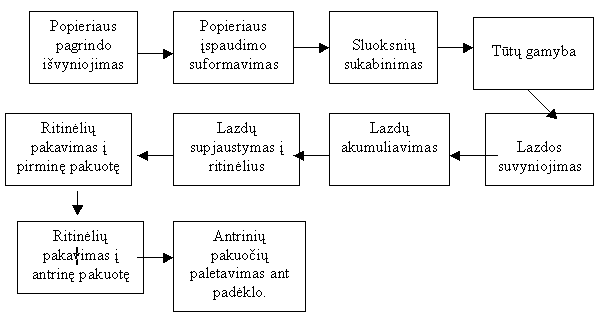 Popieriaus
pagrindo
išvyniojimas
Popieriaus
įspaudimo
suformavimas
Sluoksnių
sukabinimas
Tūtų gamyba
Lazdos
suvyniojimas
Lazdų
akumuliavimas
Lazdų
supjaustymas į
ritinėlius
Ritinėlių
pakavimas į
pirminę pakuotę
Ritinėlių
pakavimas į
antrinę pakuotę
Antrinių
pakuočių
paletavimas ant
padėklo.